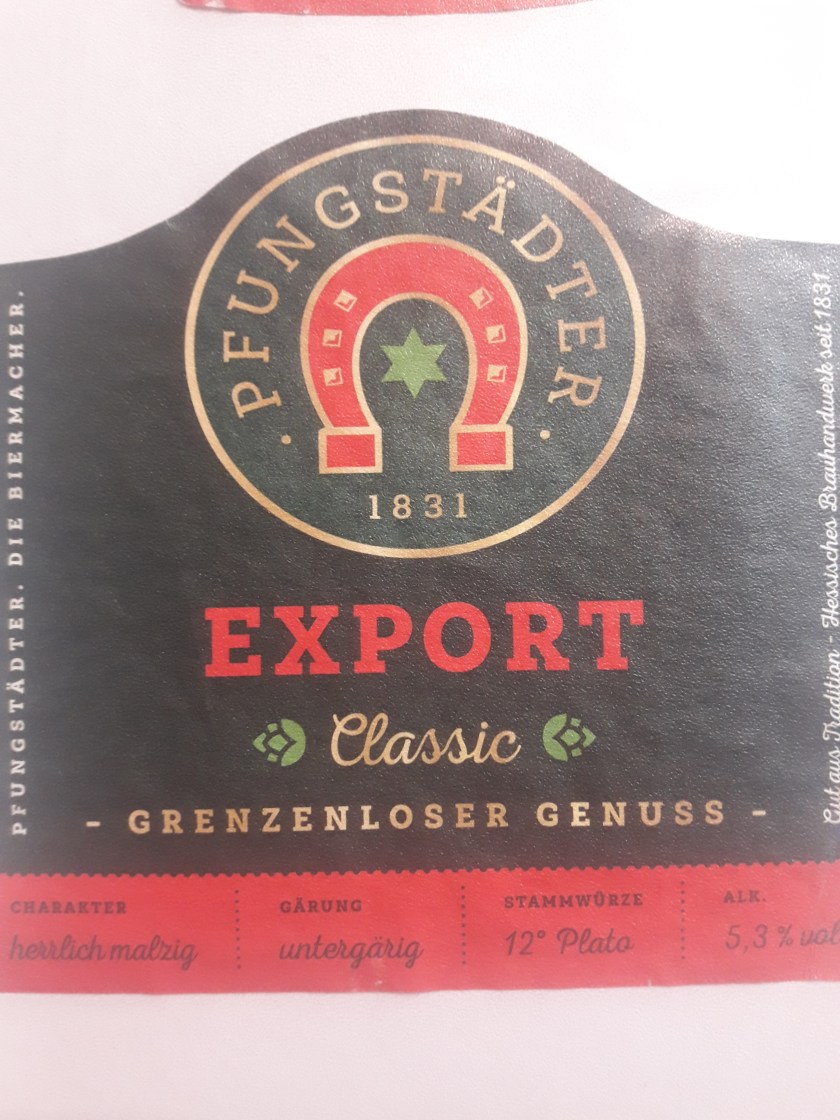 PFUNGSTÄDTER
1831
EXPORT
Classic
- GRENZENLOSER GENUSS -
PFUNGSTÄDTER. DIE BIERMACHER.
Gut aus Tradition · Hessisches Brauhandwerk seit 1831
CHARAKTER
herrlich malzig
GÄRUNG
untergärig
STAMMWÜRZE
12° Plato
ALK.
5,3 % vol